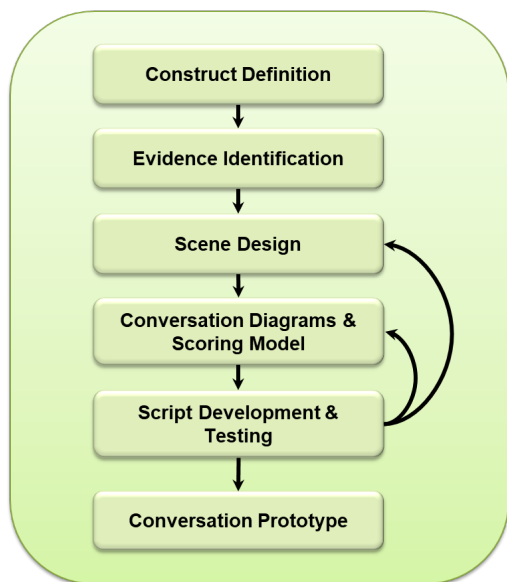 Construct Definition
Evidence Identification
Scene Design
Conversation Diagrams &
Scoring Model
Script Development &
Testing
Conversation Prototype